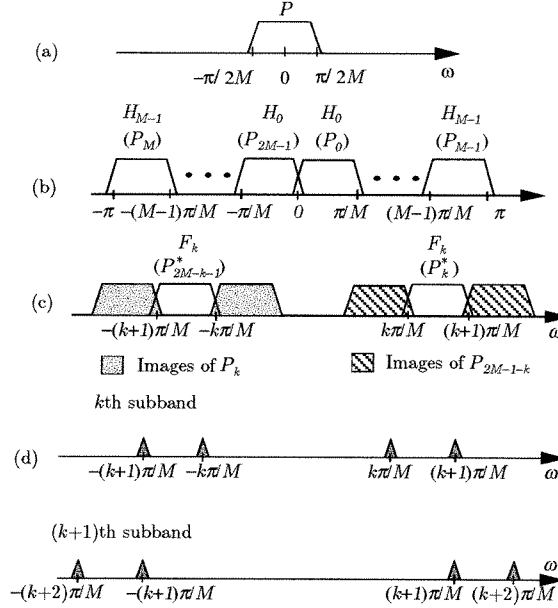 P
(a)
−π/2M 0 π/2M
ω
H_{M−1} H_0 H_0 H_{M−1}
(P_M) (P_{2M−1}) (P_0) (P_{M−1})
(b)
−π −(M−1)π/M −π/M 0 π/M (M−1)π/M π
F_k F_k
(P*_{2M−k−1}) (P*_k)
(c)
−(k+1)π/M −kπ/M kπ/M (k+1)π/M ω
Images of P_k Images of P_{2M−1−k}
kth subband
(d)
−(k+1)π/M −kπ/M kπ/M (k+1)π/M ω
(k+1)th subband
ω
−(k+2)π/M −(k+1)π/M (k+1)π/M (k+2)π/M